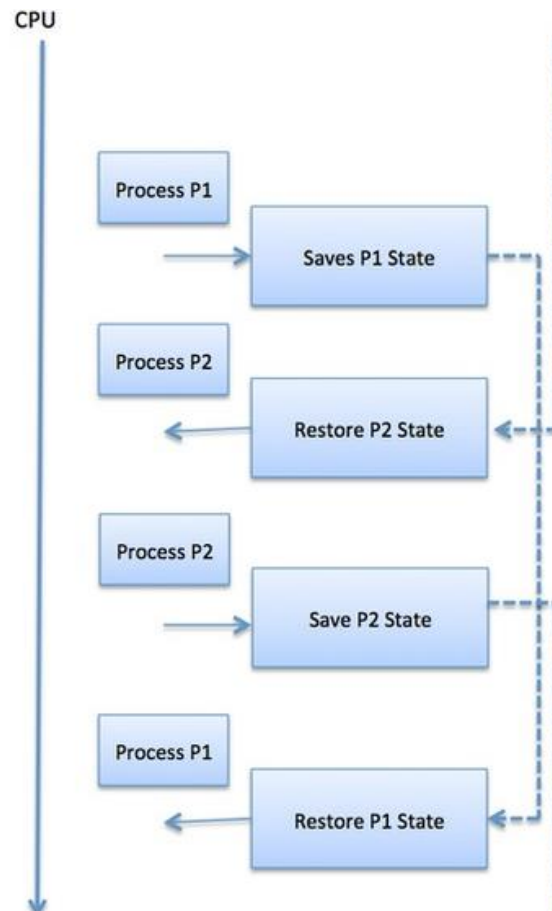 CPU
Process P1
Saves P1 State
Process P2
Restore P2 State
Process P2
Save P2 State
Process P1
Restore P1 State